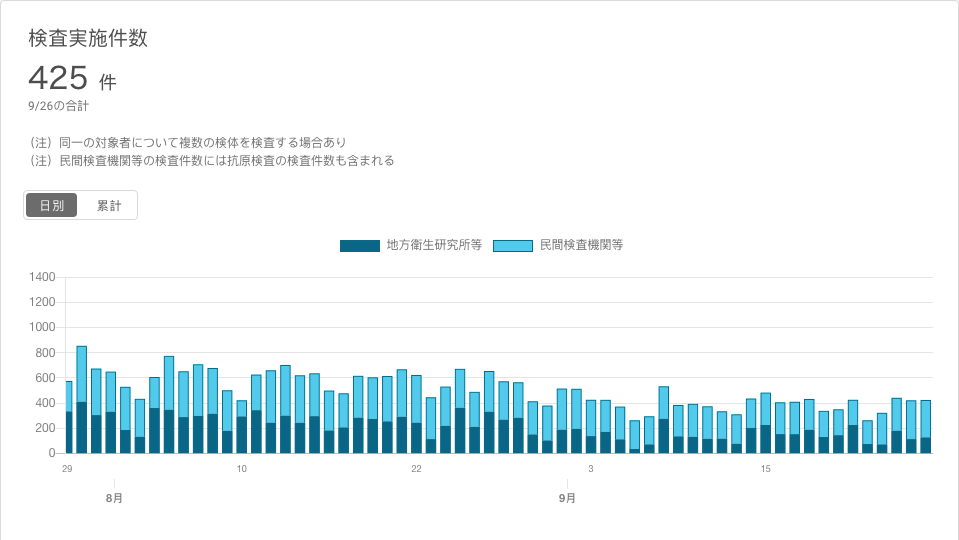 検査実施件数
425 件
9/26の合計
（注）同一の対象者について複数の検体を検査する場合あり
（注）民間検査機関等の検査件数には抗原検査の検査件数も含まれる
日別 累計
地方衛生研究所等 民間検査機関等
1400
1200
1000
800
600
400
200
0
29 10 22 3 15
8月 9月